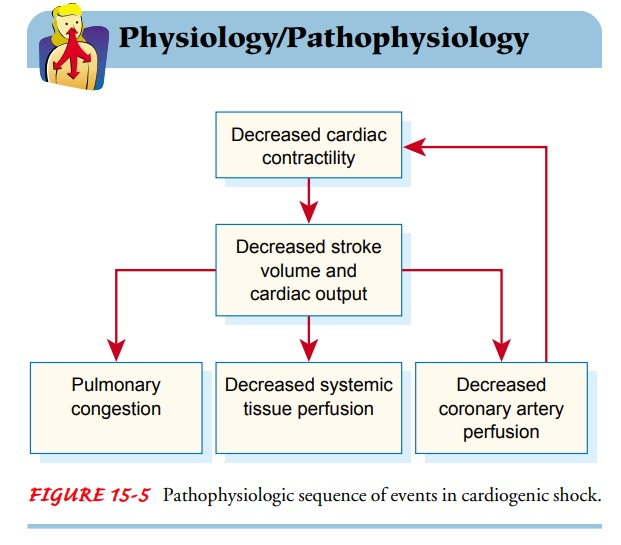 Physiology/Pathophysiology
Decreased cardiac
contractility
Decreased stroke
volume and
cardiac output
Pulmonary
congestion
Decreased systemic
tissue perfusion
Decreased
coronary artery
perfusion
FIGURE 15-5 Pathophysiologic sequence of events in cardiogenic shock.